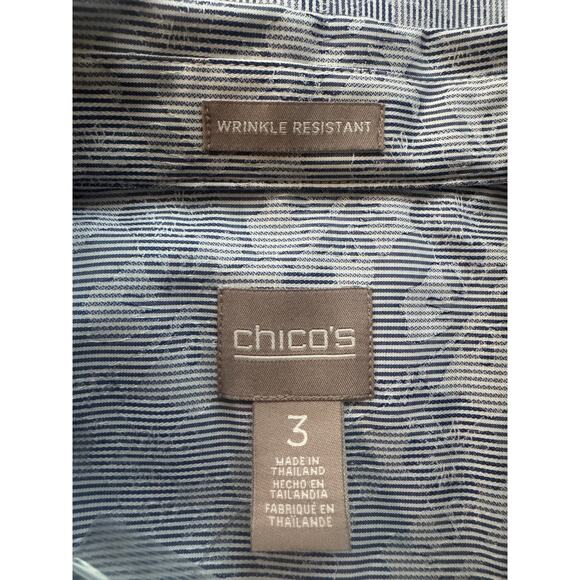 WRINKLE RESISTANT
chico's
3
MADE IN
THAILAND
HECHO EN
TAILANDIA
FABRIQUÉ EN
THAÏLANDE